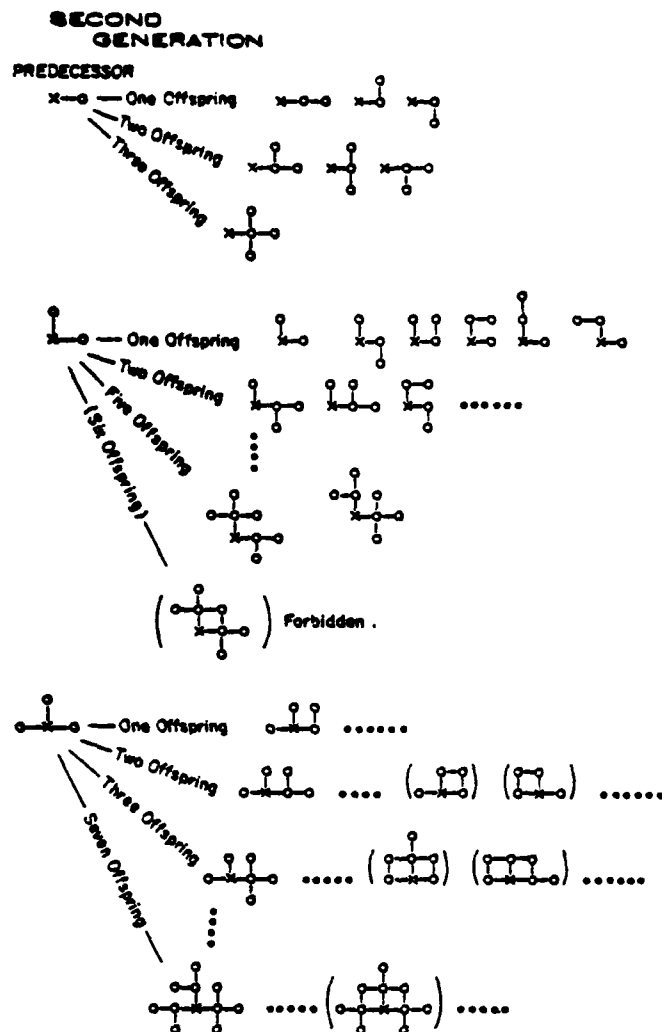 SECOND
GENERATION
PREDECESSOR
One Offspring
Two Offspring
Three Offspring
One Offspring
Two Offspring
Five Offspring
(Six Offspring)
Forbidden.
One Offspring
Two Offspring
Three Offspring
Seven Offspring